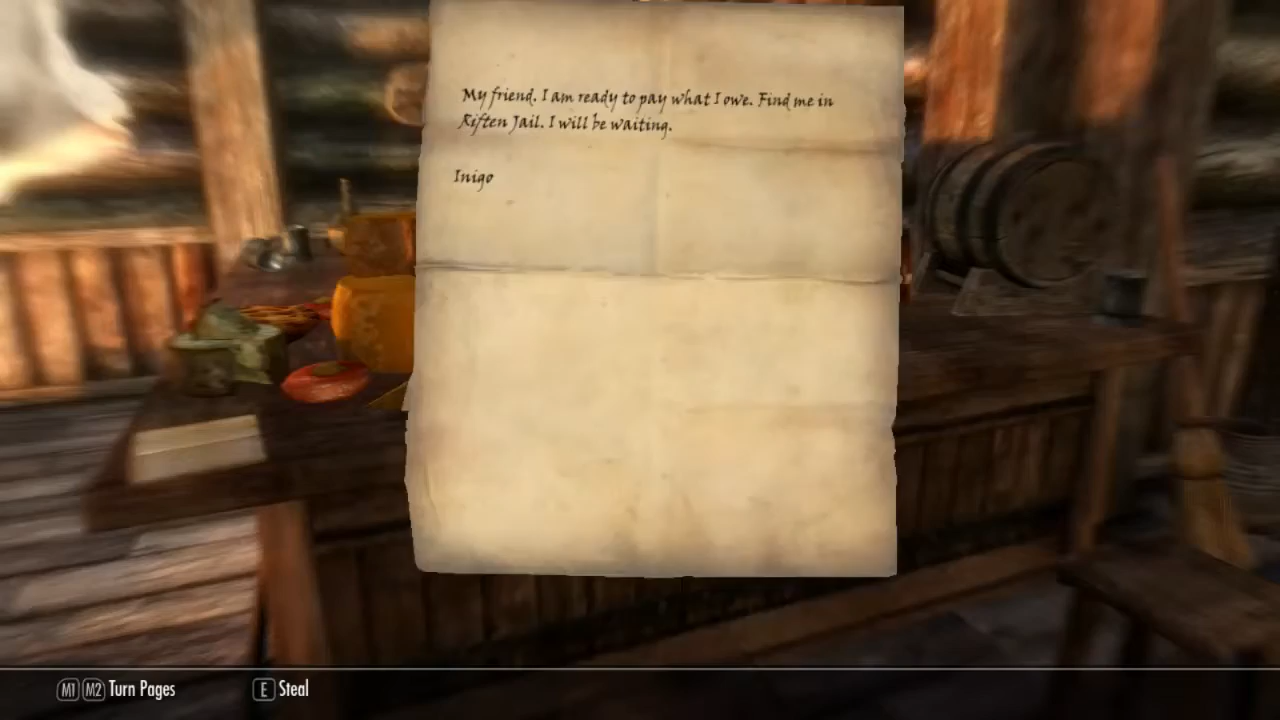 My friend. I am ready to pay what I owe. Find me in
Riften Jail. I will be waiting.
Inigo
M1 M2 Turn Pages
E Steal